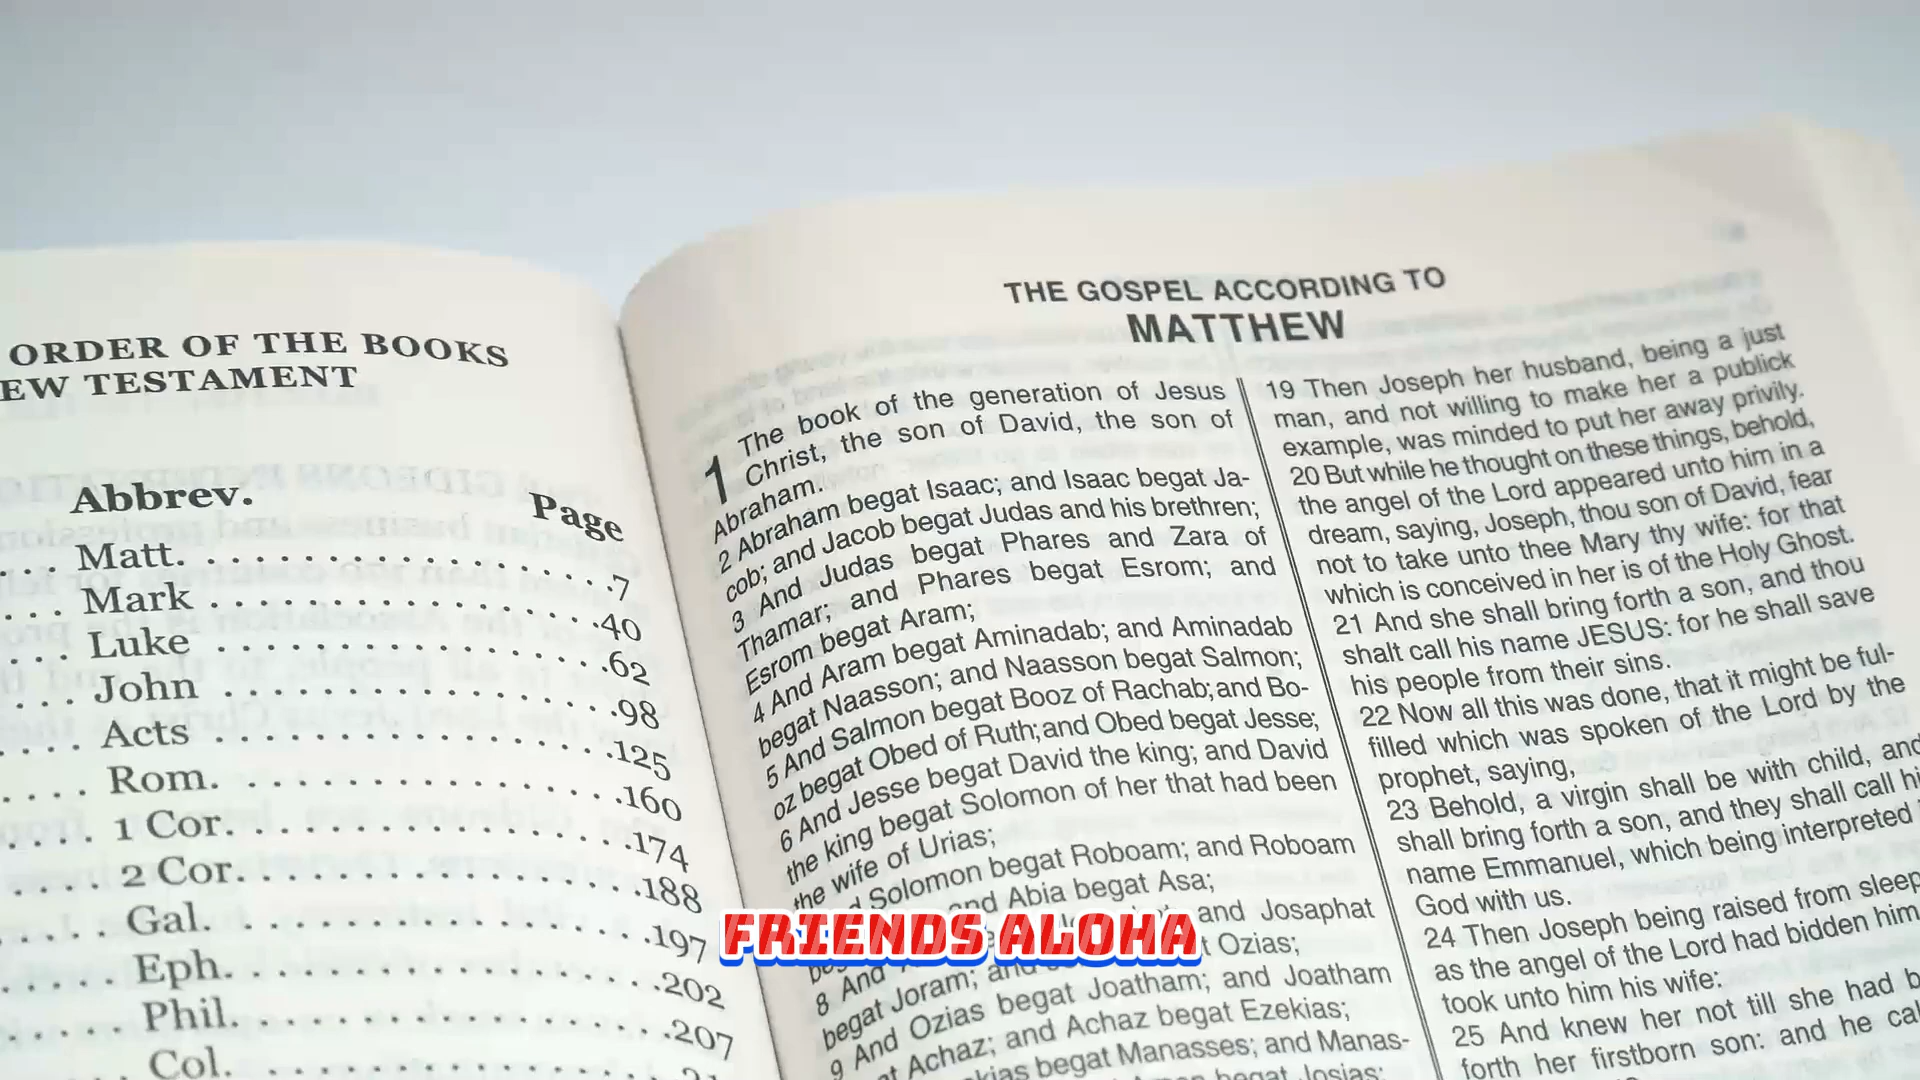 ORDER OF THE BOOKS
EW TESTAMENT
Abbrev. Page
Matt. 7
Mark 40
Luke 62
John 98
Acts 125
Rom. 160
1 Cor. 174
2 Cor. 188
Gal. 197
Eph. 202
Phil. 207
Col.
THE GOSPEL ACCORDING TO
MATTHEW
1 The book of the generation of Jesus
Christ, the son of David, the son of
Abraham.
2 Abraham begat Isaac; and Isaac begat Ja-
cob; and Jacob begat Judas and his brethren;
3 And Judas begat Phares and Zara of
Thamar; and Phares begat Esrom; and
Esrom begat Aram;
4 And Aram begat Aminadab; and Aminadab
begat Naasson; and Naasson begat Salmon;
5 And Salmon begat Booz of Rachab; and Bo-
oz begat Obed of Ruth; and Obed begat Jesse;
6 And Jesse begat David the king; and David
the king begat Solomon of her that had been
the wife of Urias;
Solomon begat Roboam; and Roboam
and Abia begat Asa;
and Josaphat
Ozias;
8 And
begat Joram; and
9 And Ozias begat Joatham; and Joatham
Achaz; and Achaz begat Ezekias;
begat Manasses; and Manas-
begat Josias;
19 Then Joseph her husband, being a just
man, and not willing to make her a publick
example, was minded to put her away privily.
20 But while he thought on these things, behold,
the angel of the Lord appeared unto him in a
dream, saying, Joseph, thou son of David, fear
not to take unto thee Mary thy wife: for that
which is conceived in her is of the Holy Ghost.
21 And she shall bring forth a son, and thou
shalt call his name JESUS: for he shall save
his people from their sins.
22 Now all this was done, that it might be ful-
filled which was spoken of the Lord by the
prophet, saying,
23 Behold, a virgin shall be with child, and
shall bring forth a son, and they shall call hi
name Emmanuel, which being interpreted
God with us.
24 Then Joseph being raised from sleep
as the angel of the Lord had bidden him
took unto him his wife:
25 And knew her not till she had b
forth her firstborn son: and he cal
FRIENDS ALOHA